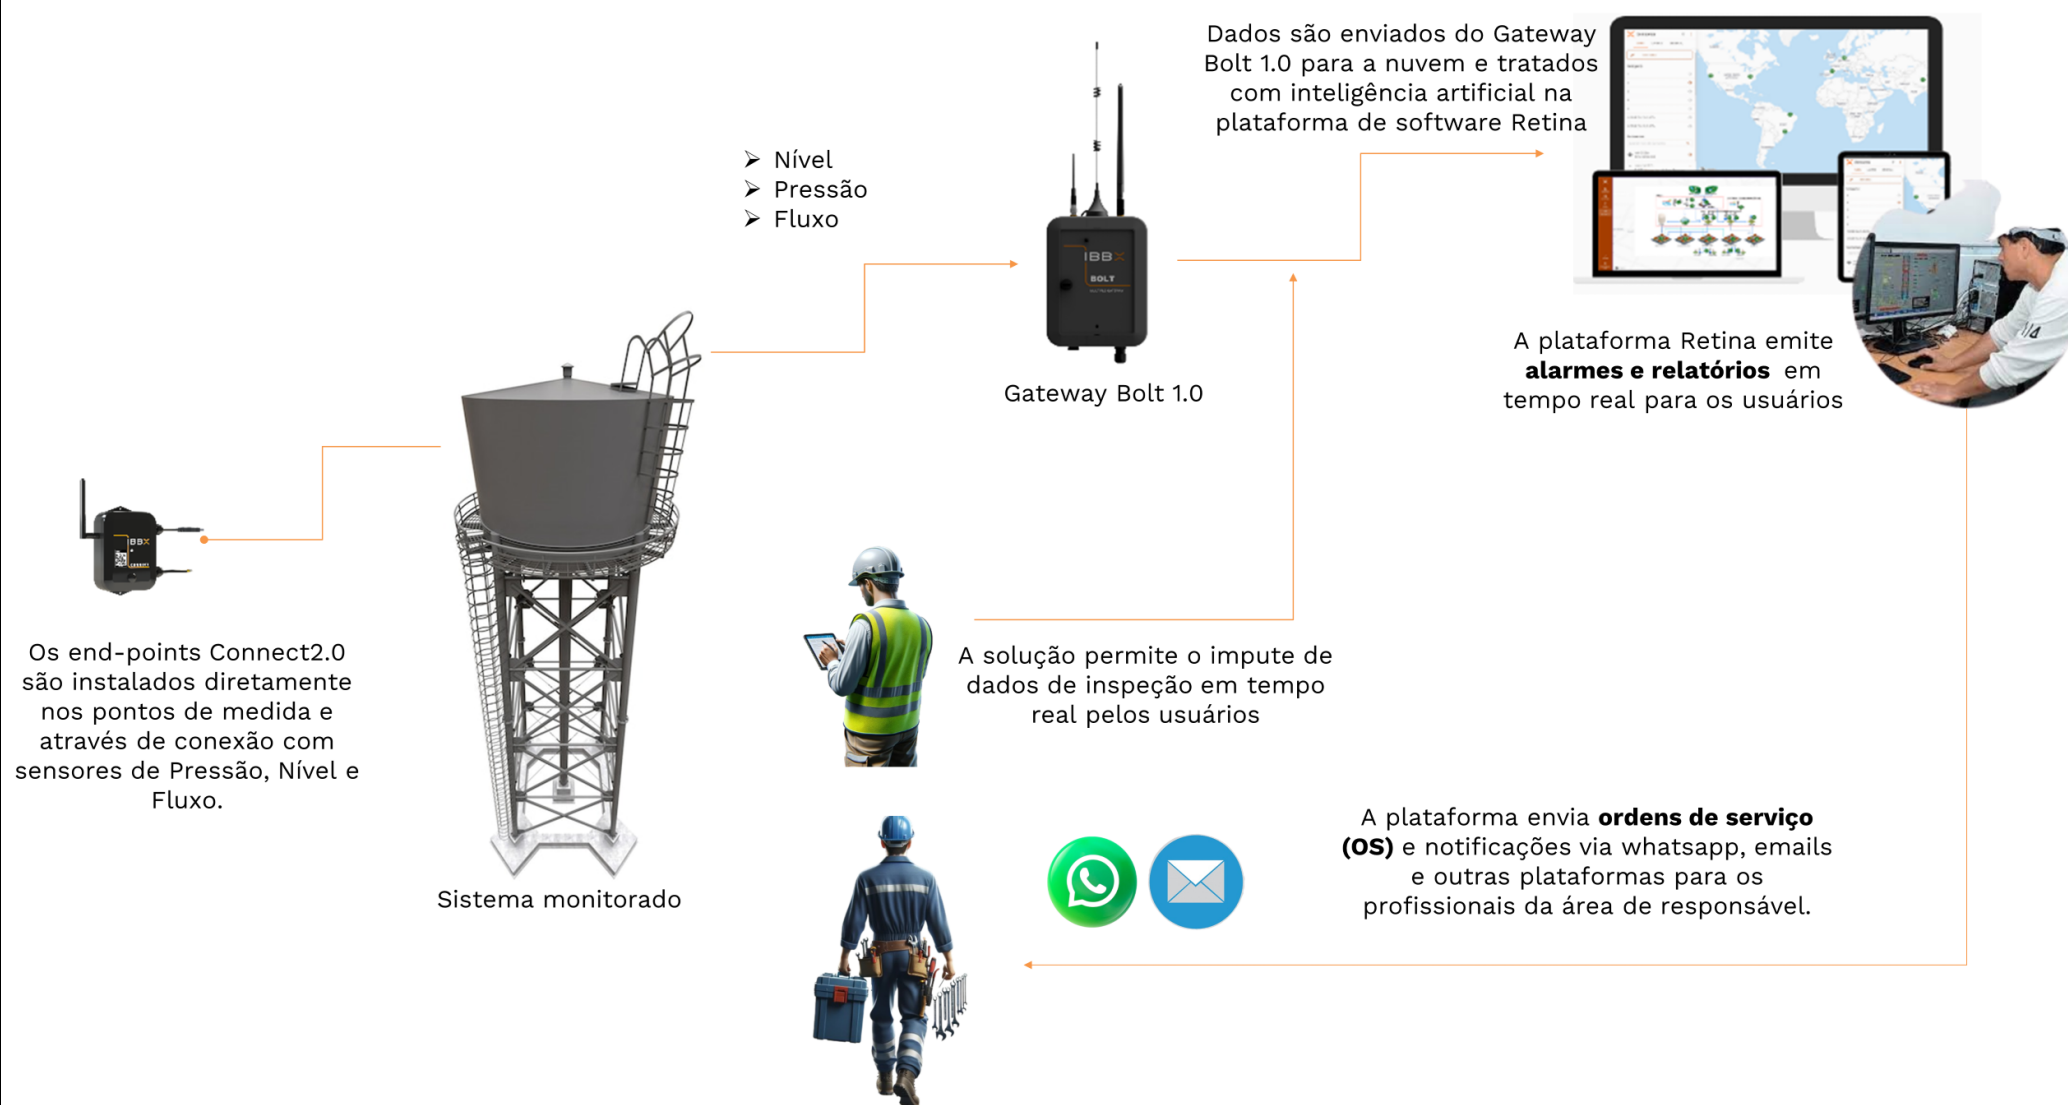 Dados são enviados do Gateway
Bolt 1.0 para a nuvem e tratados
com inteligência artificial na
plataforma de software Retina
➢ Nível
➢ Pressão
➢ Fluxo
IBBX
BOLT
Gateway Bolt 1.0
A plataforma Retina emite
alarmes e relatórios em
tempo real para os usuários
IBBX
Os end-points Connect2.0
são instalados diretamente
nos pontos de medida e
através de conexão com
sensores de Pressão, Nível e
Fluxo.
Sistema monitorado
A solução permite o impute de
dados de inspeção em tempo
real pelos usuários
A plataforma envia ordens de serviço
(OS) e notificações via whatsapp, emails
e outras plataformas para os
profissionais da área de responsável.